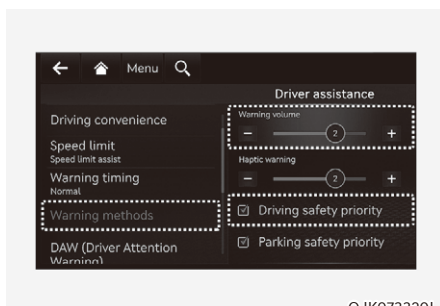 Menu
Driver assistance
Driving convenience
Speed limit
Speed limit assist
Warning timing
Normal
Warning methods
DAW (Driver Attention
Warning)
Warning volume
− 2 +
Haptic warning
− 2 +
Driving safety priority
Parking safety priority